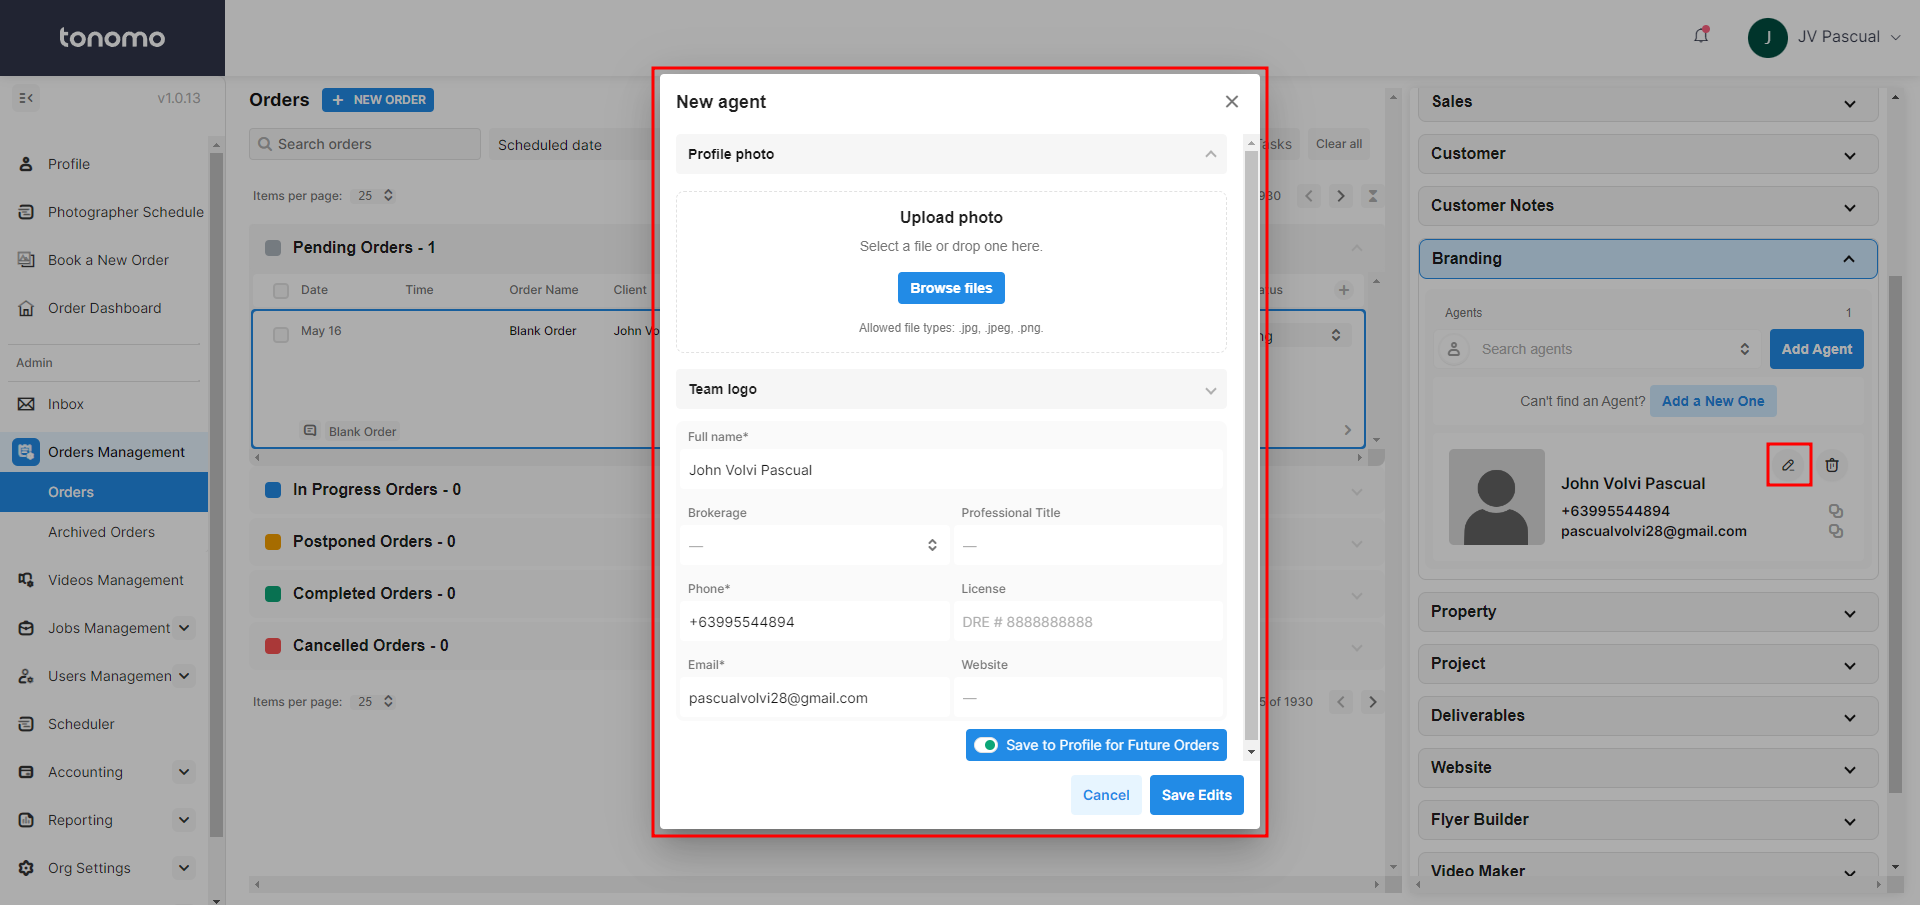 tonomo
J
JV Pascual
v1.0.13
Profile
Photographer Schedule
Book a New Order
Order Dashboard
Admin
Inbox
Orders Management
Orders
Archived Orders
Videos Management
Jobs Management
Users Managemen
Scheduler
Accounting
Reporting
Org Settings
Orders
+ NEW ORDER
Search orders
Scheduled date
Tasks
Clear all
Items per page: 25
930
Pending Orders - 1
Date Time Order Name Client
atus
May 16 Blank Order John Vo
ng
Blank Order
In Progress Orders - 0
Postponed Orders - 0
Completed Orders - 0
Cancelled Orders - 0
Items per page: 25
5 of 1930
New agent
Profile photo
Upload photo
Select a file or drop one here.
Browse files
Allowed file types: .jpg, .jpeg, .png.
Team logo
Full name*
John Volvi Pascual
Brokerage Professional Title
— —
Phone* License
+63995544894 DRE # 8888888888
Email* Website
pascualvolvi28@gmail.com —
Save to Profile for Future Orders
Cancel Save Edits
Sales
Customer
Customer Notes
Branding
Agents 1
Search agents Add Agent
Can't find an Agent? Add a New One
John Volvi Pascual
+63995544894
pascualvolvi28@gmail.com
Property
Project
Deliverables
Website
Flyer Builder
Video Maker